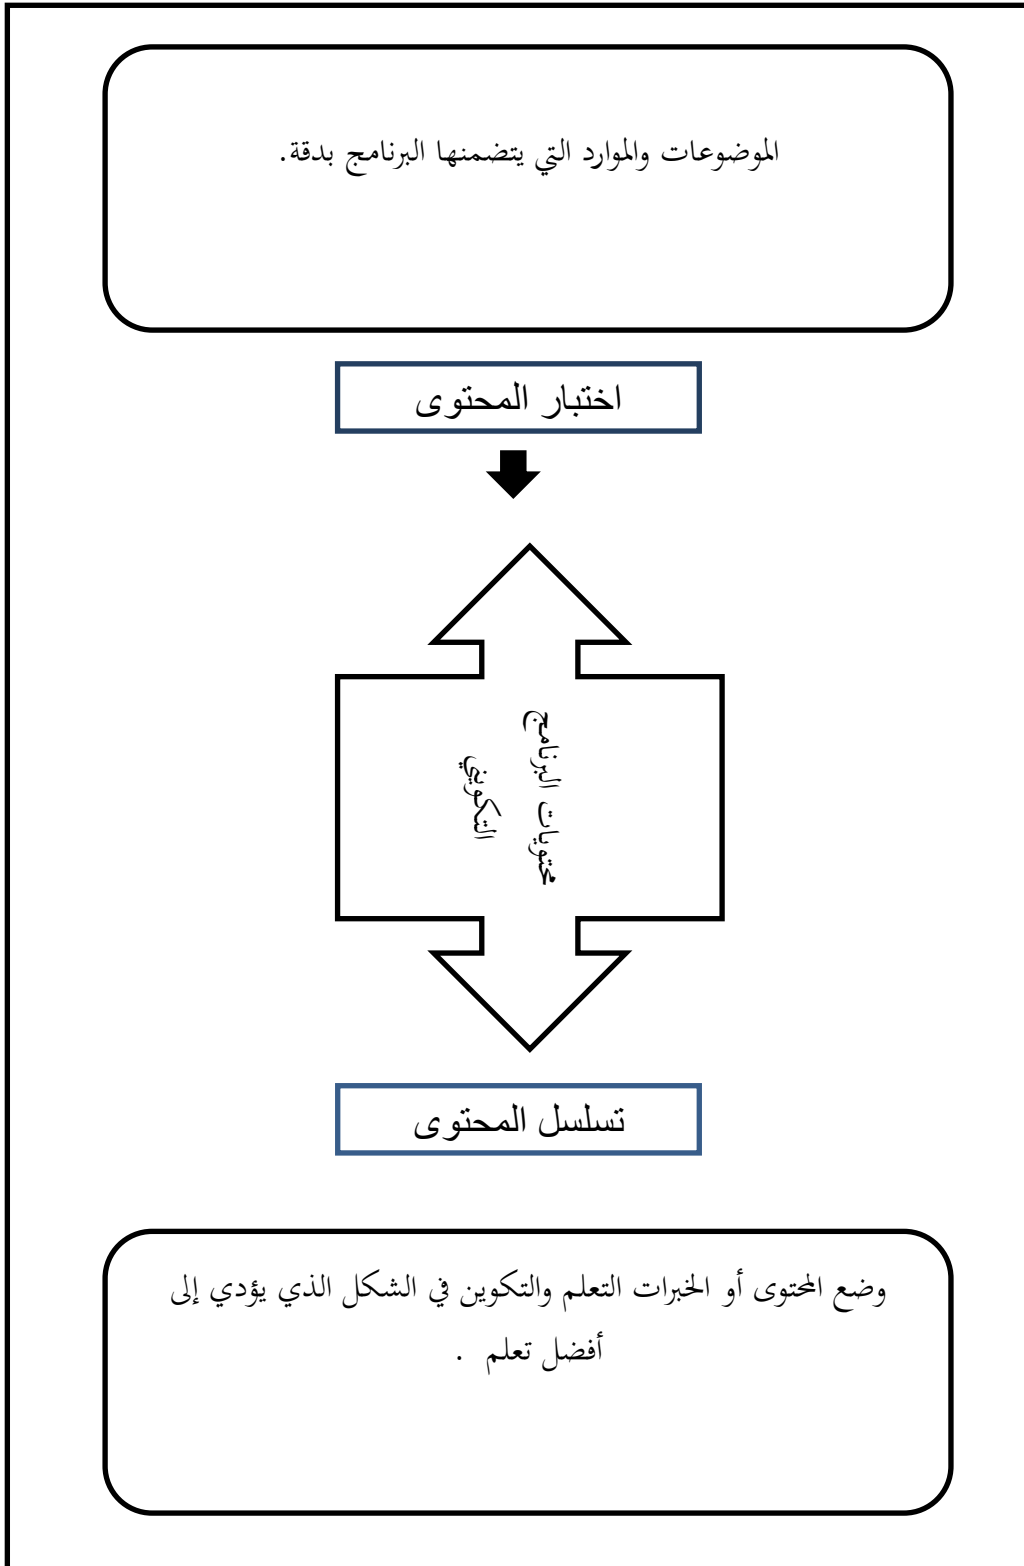 الموضوعات والموارد التي يتضمنها البرنامج بدقة.
اختبار المحتوى
محتويات البرنامج
التكويني
تسلسل المحتوى
وضع المحتوى أو الخبرات التعلم والتكوين في الشكل الذي يؤدي إلى
أفضل تعلم .